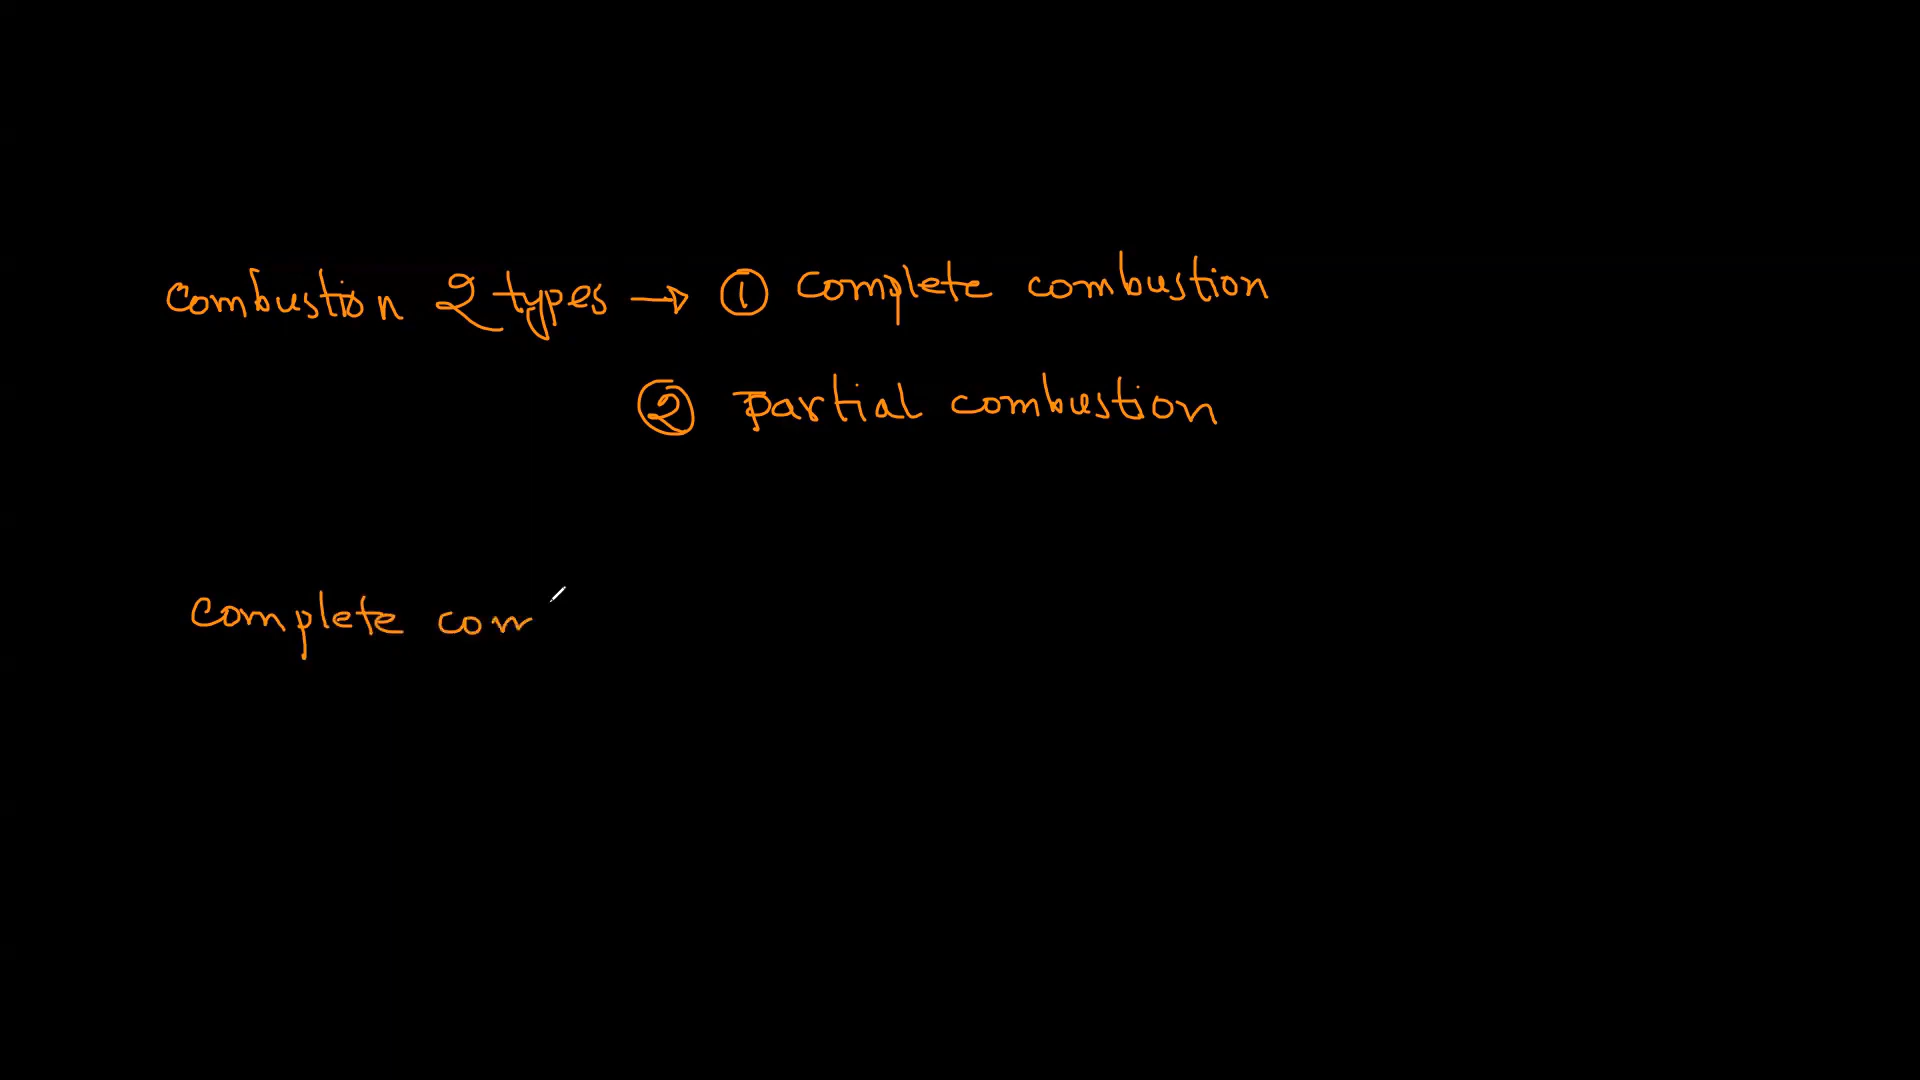 combustion 2 types → ① complete combustion
② partial combustion
complete com